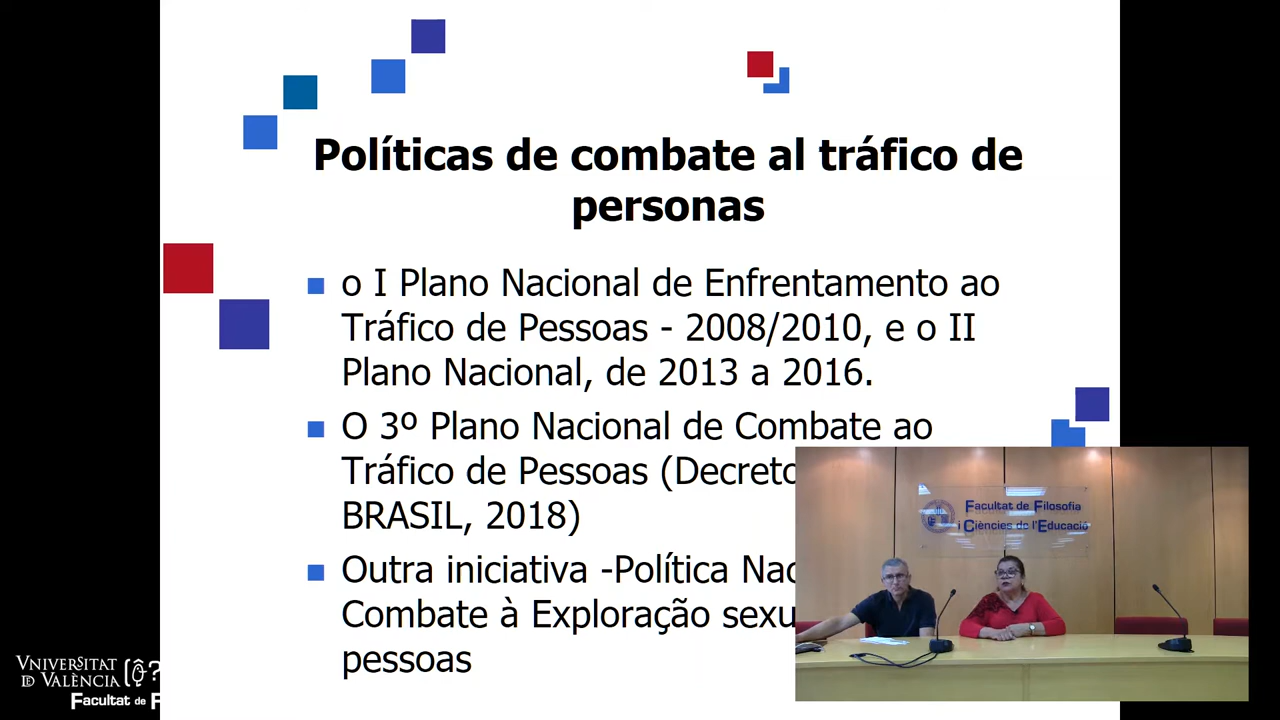 Políticas de combate al tráfico de
personas
o I Plano Nacional de Enfrentamento ao
Tráfico de Pessoas - 2008/2010, e o II
Plano Nacional, de 2013 a 2016.
O 3º Plano Nacional de Combate ao
Tráfico de Pessoas (Decreto
BRASIL, 2018)
Outra iniciativa -Política Nac
Combate à Exploração sexu
pessoas
Facultat de Filosofia
i Ciències de l'Educació
VNIVERSITAT
ID VALÈNCIA
Facultat de F